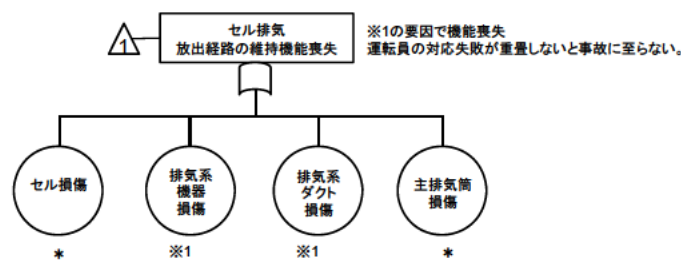 1
セル排気
放出経路の維持機能喪失
※1の要因で機能喪失
運転員の対応失敗が重畳しないと事故に至らない。
セル損傷
排気系
機器
損傷
排気系
ダクト
損傷
主排気筒
損傷
*
※1
※1
*